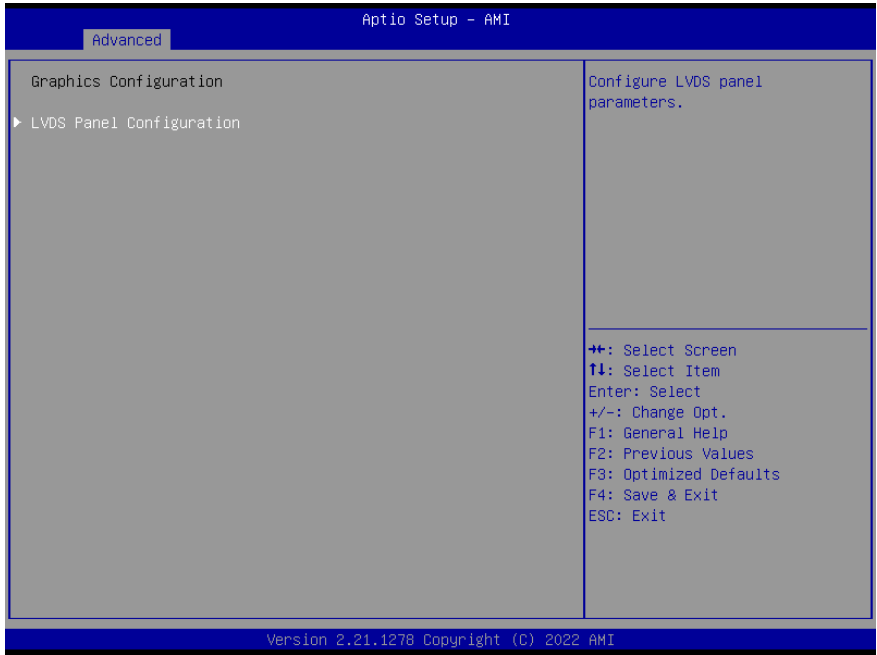 Aptio Setup – AMI
Advanced
Graphics Configuration
LVDS Panel Configuration
Configure LVDS panel
parameters.
→←: Select Screen
↑↓: Select Item
Enter: Select
+/-: Change Opt.
F1: General Help
F2: Previous Values
F3: Optimized Defaults
F4: Save & Exit
ESC: Exit
Version 2.21.1278 Copyright (C) 2022 AMI